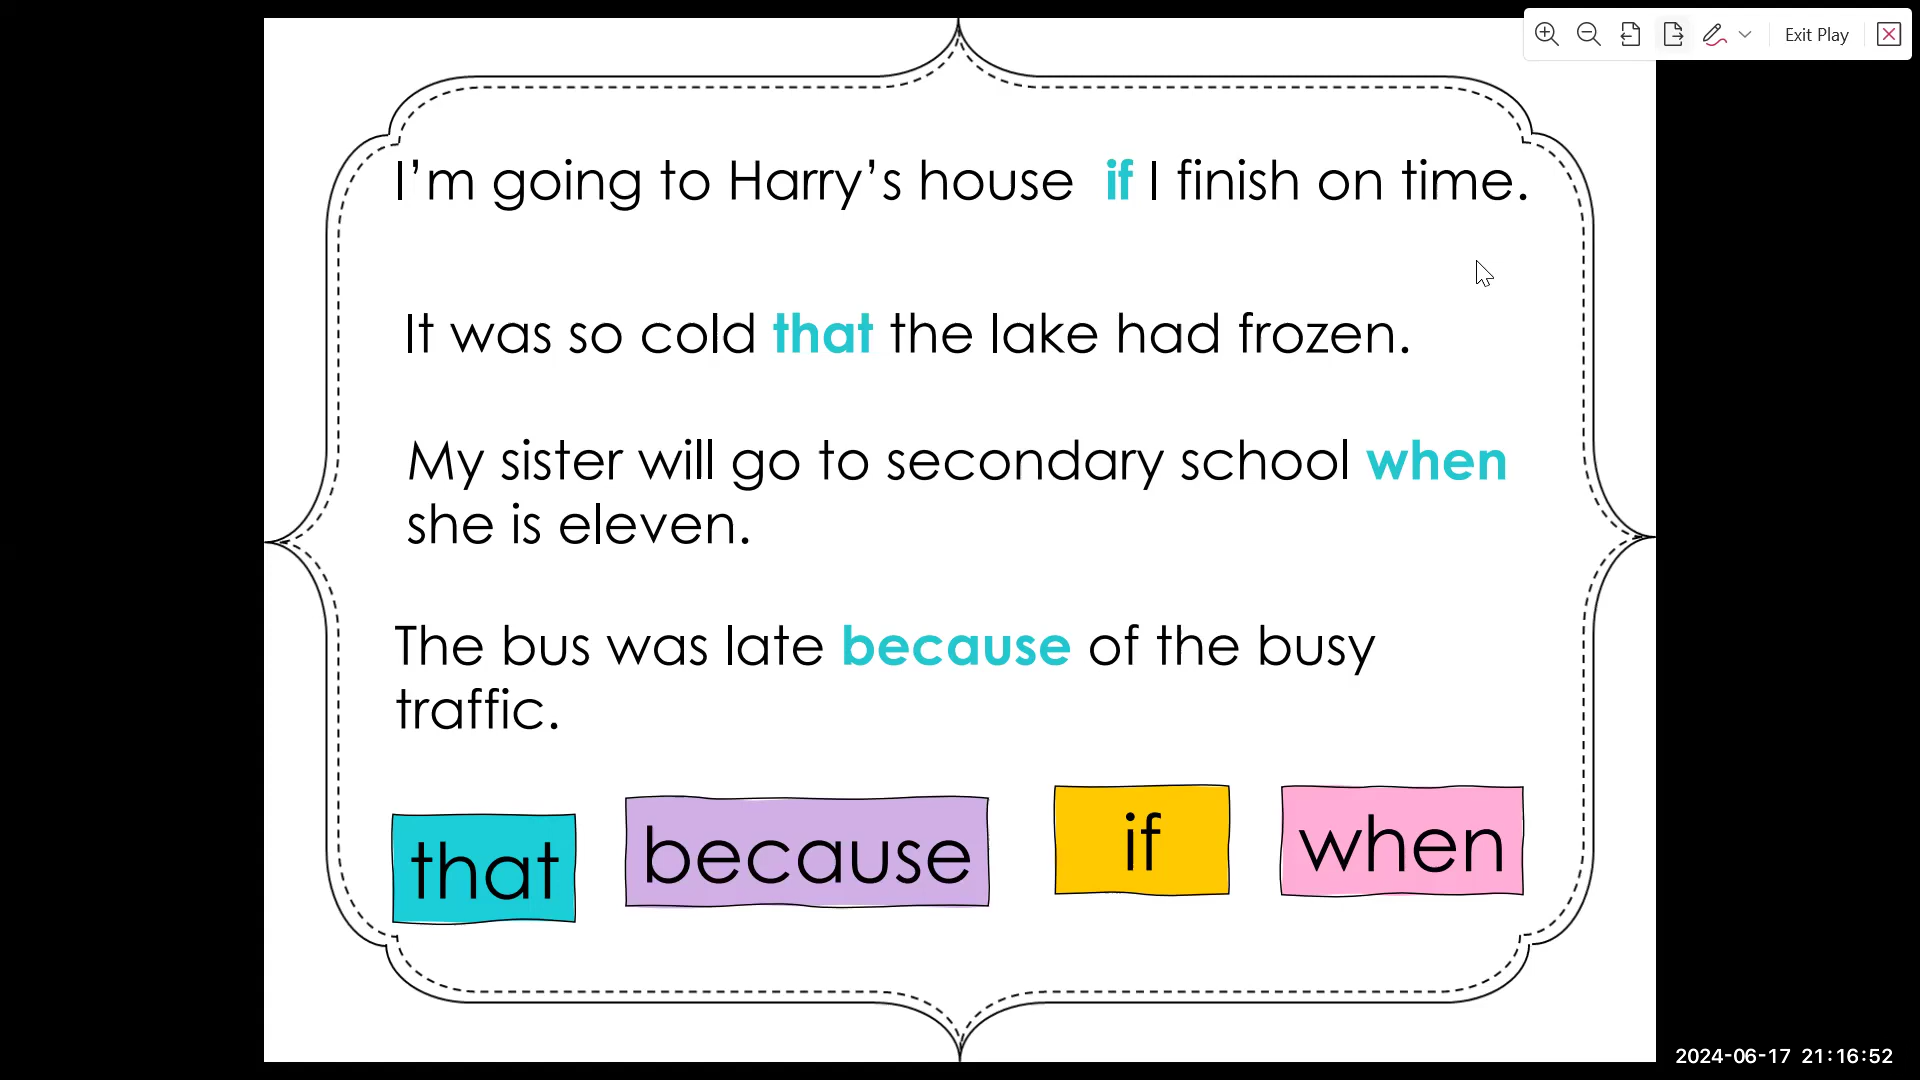 Exit Play
I’m going to Harry’s house if I finish on time.
It was so cold that the lake had frozen.
My sister will go to secondary school when
she is eleven.
The bus was late because of the busy
traffic.
that because if when
2024-06-17 21:16:52